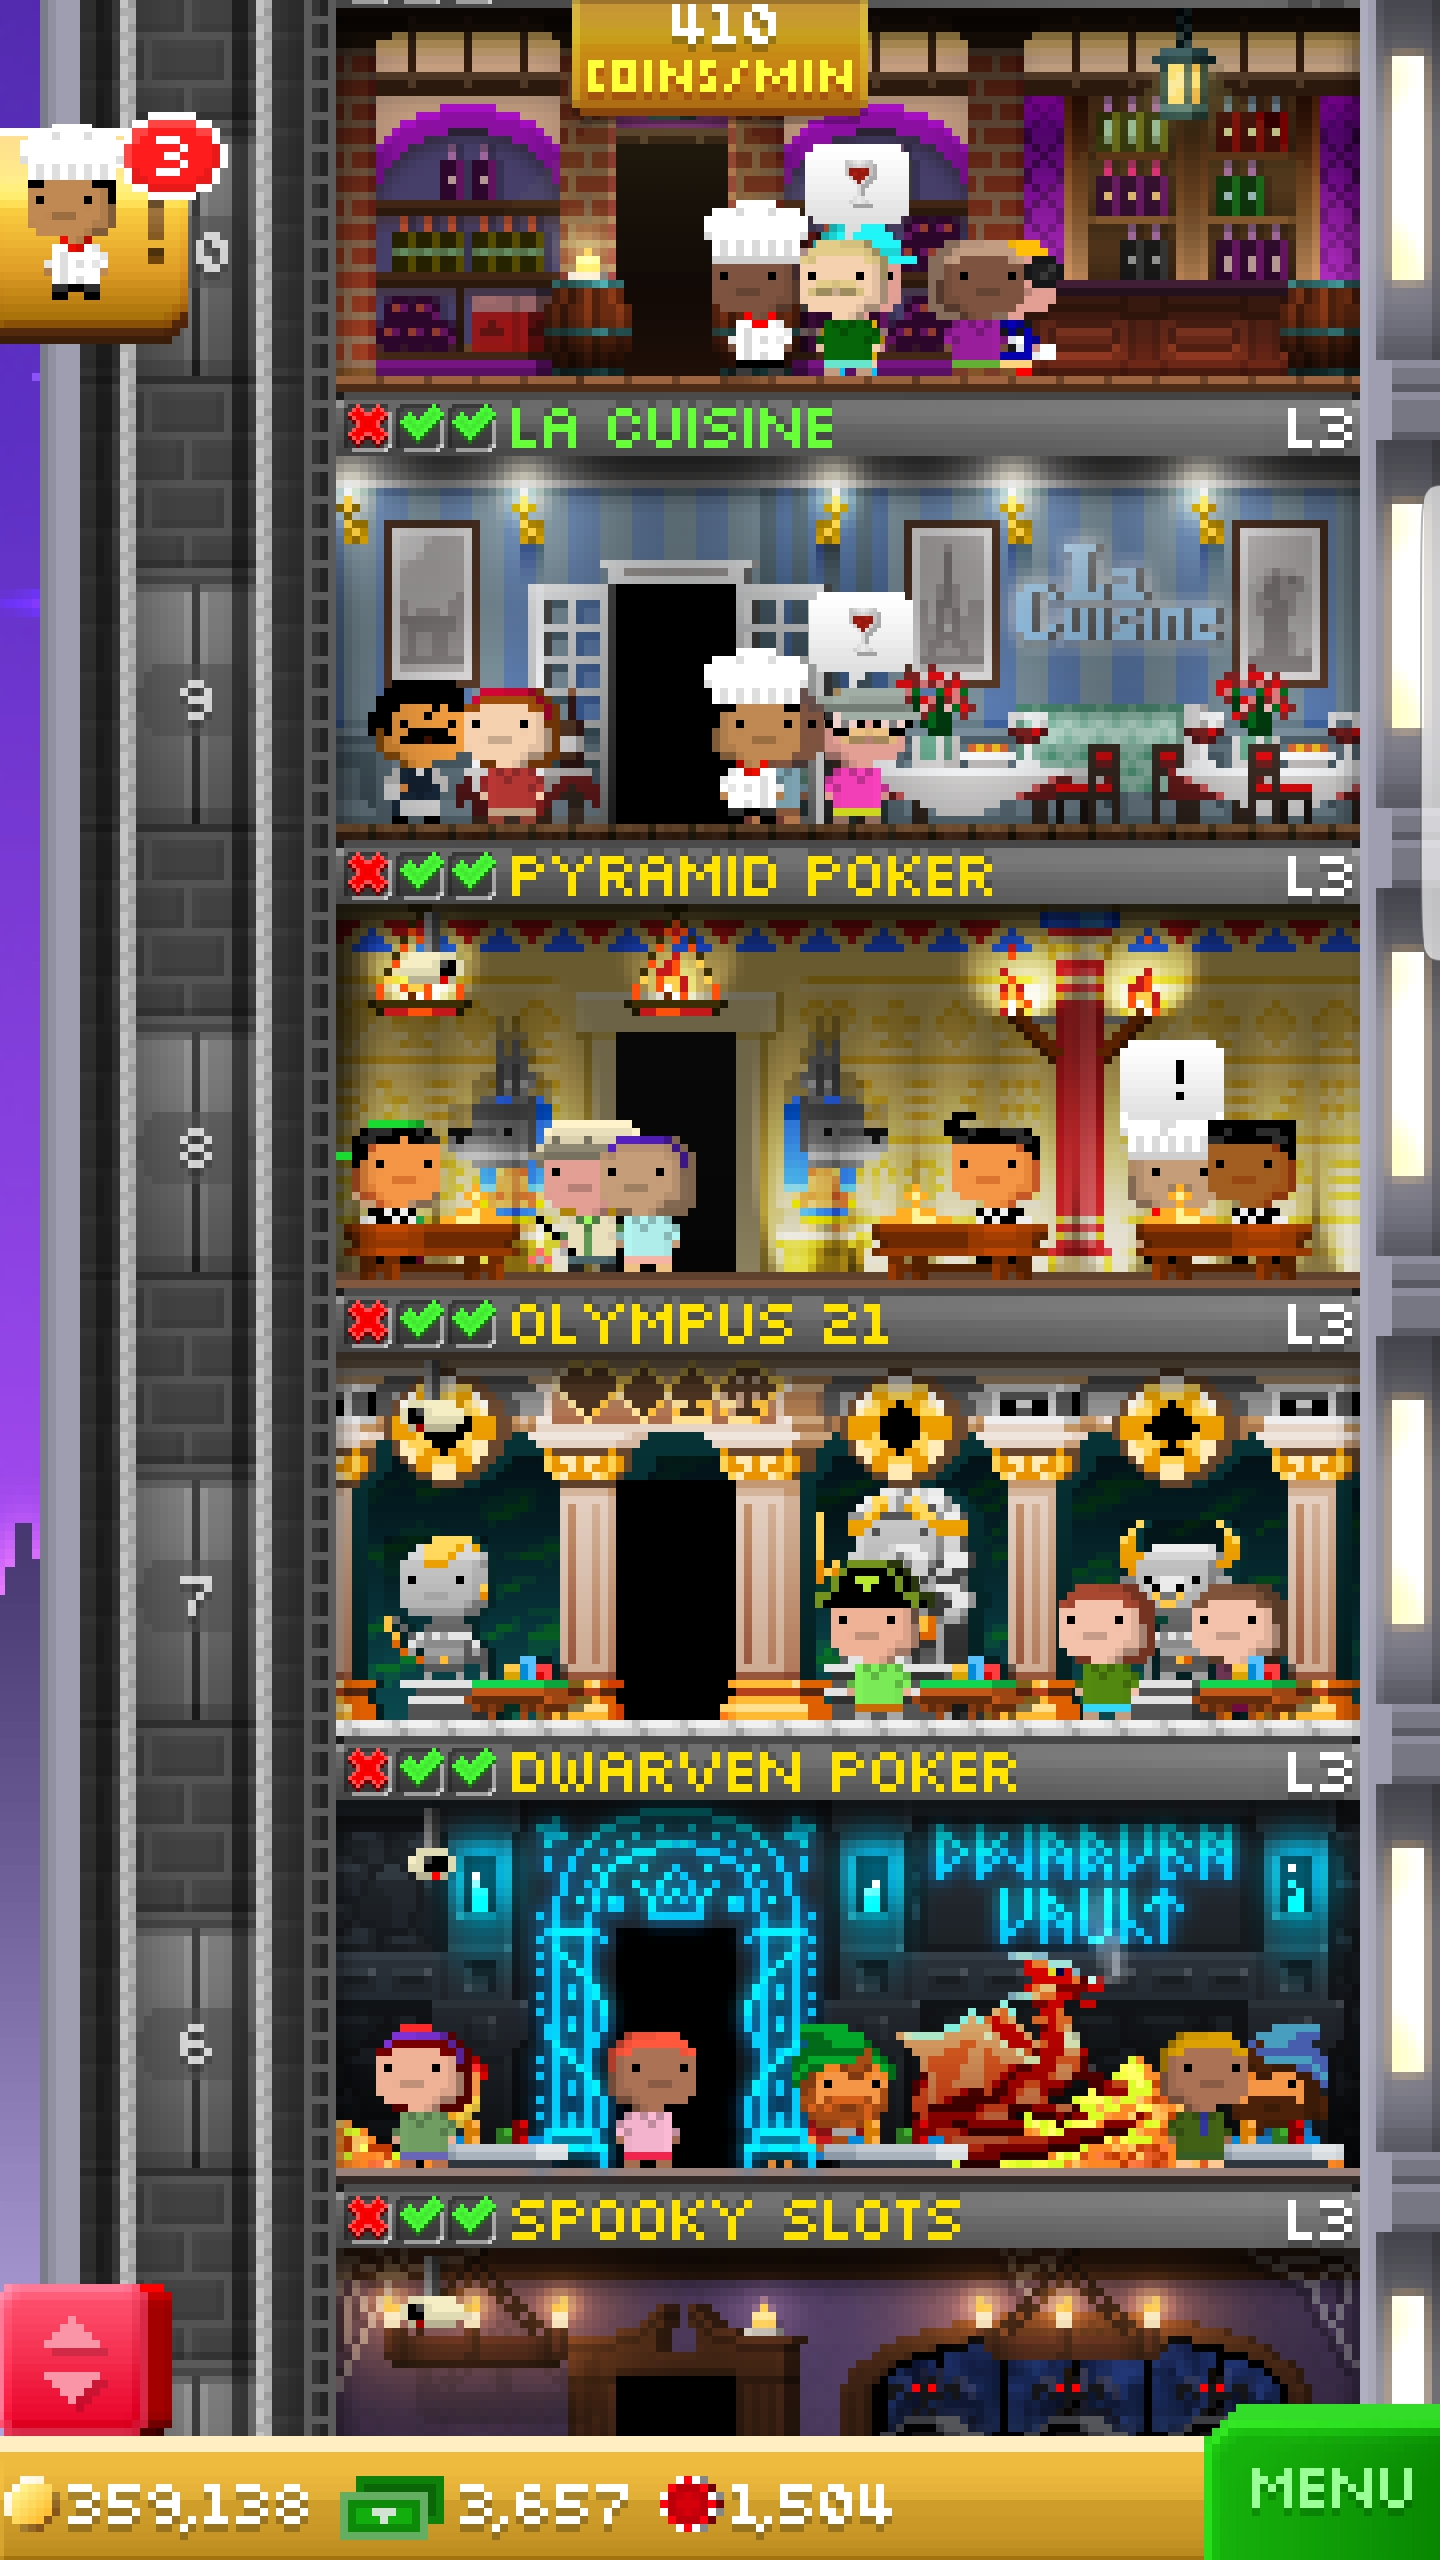 410
COINS/MIN
3
0
LA CUISINE L3
La
Cuisine
9
PYRAMID POKER L3
!
8
OLYMPUS 21 L3
7
DWARVEN POKER L3
DWARVEN
VAULT
6
SPOOKY SLOTS L3
359,138 3,657 1,504
MENU